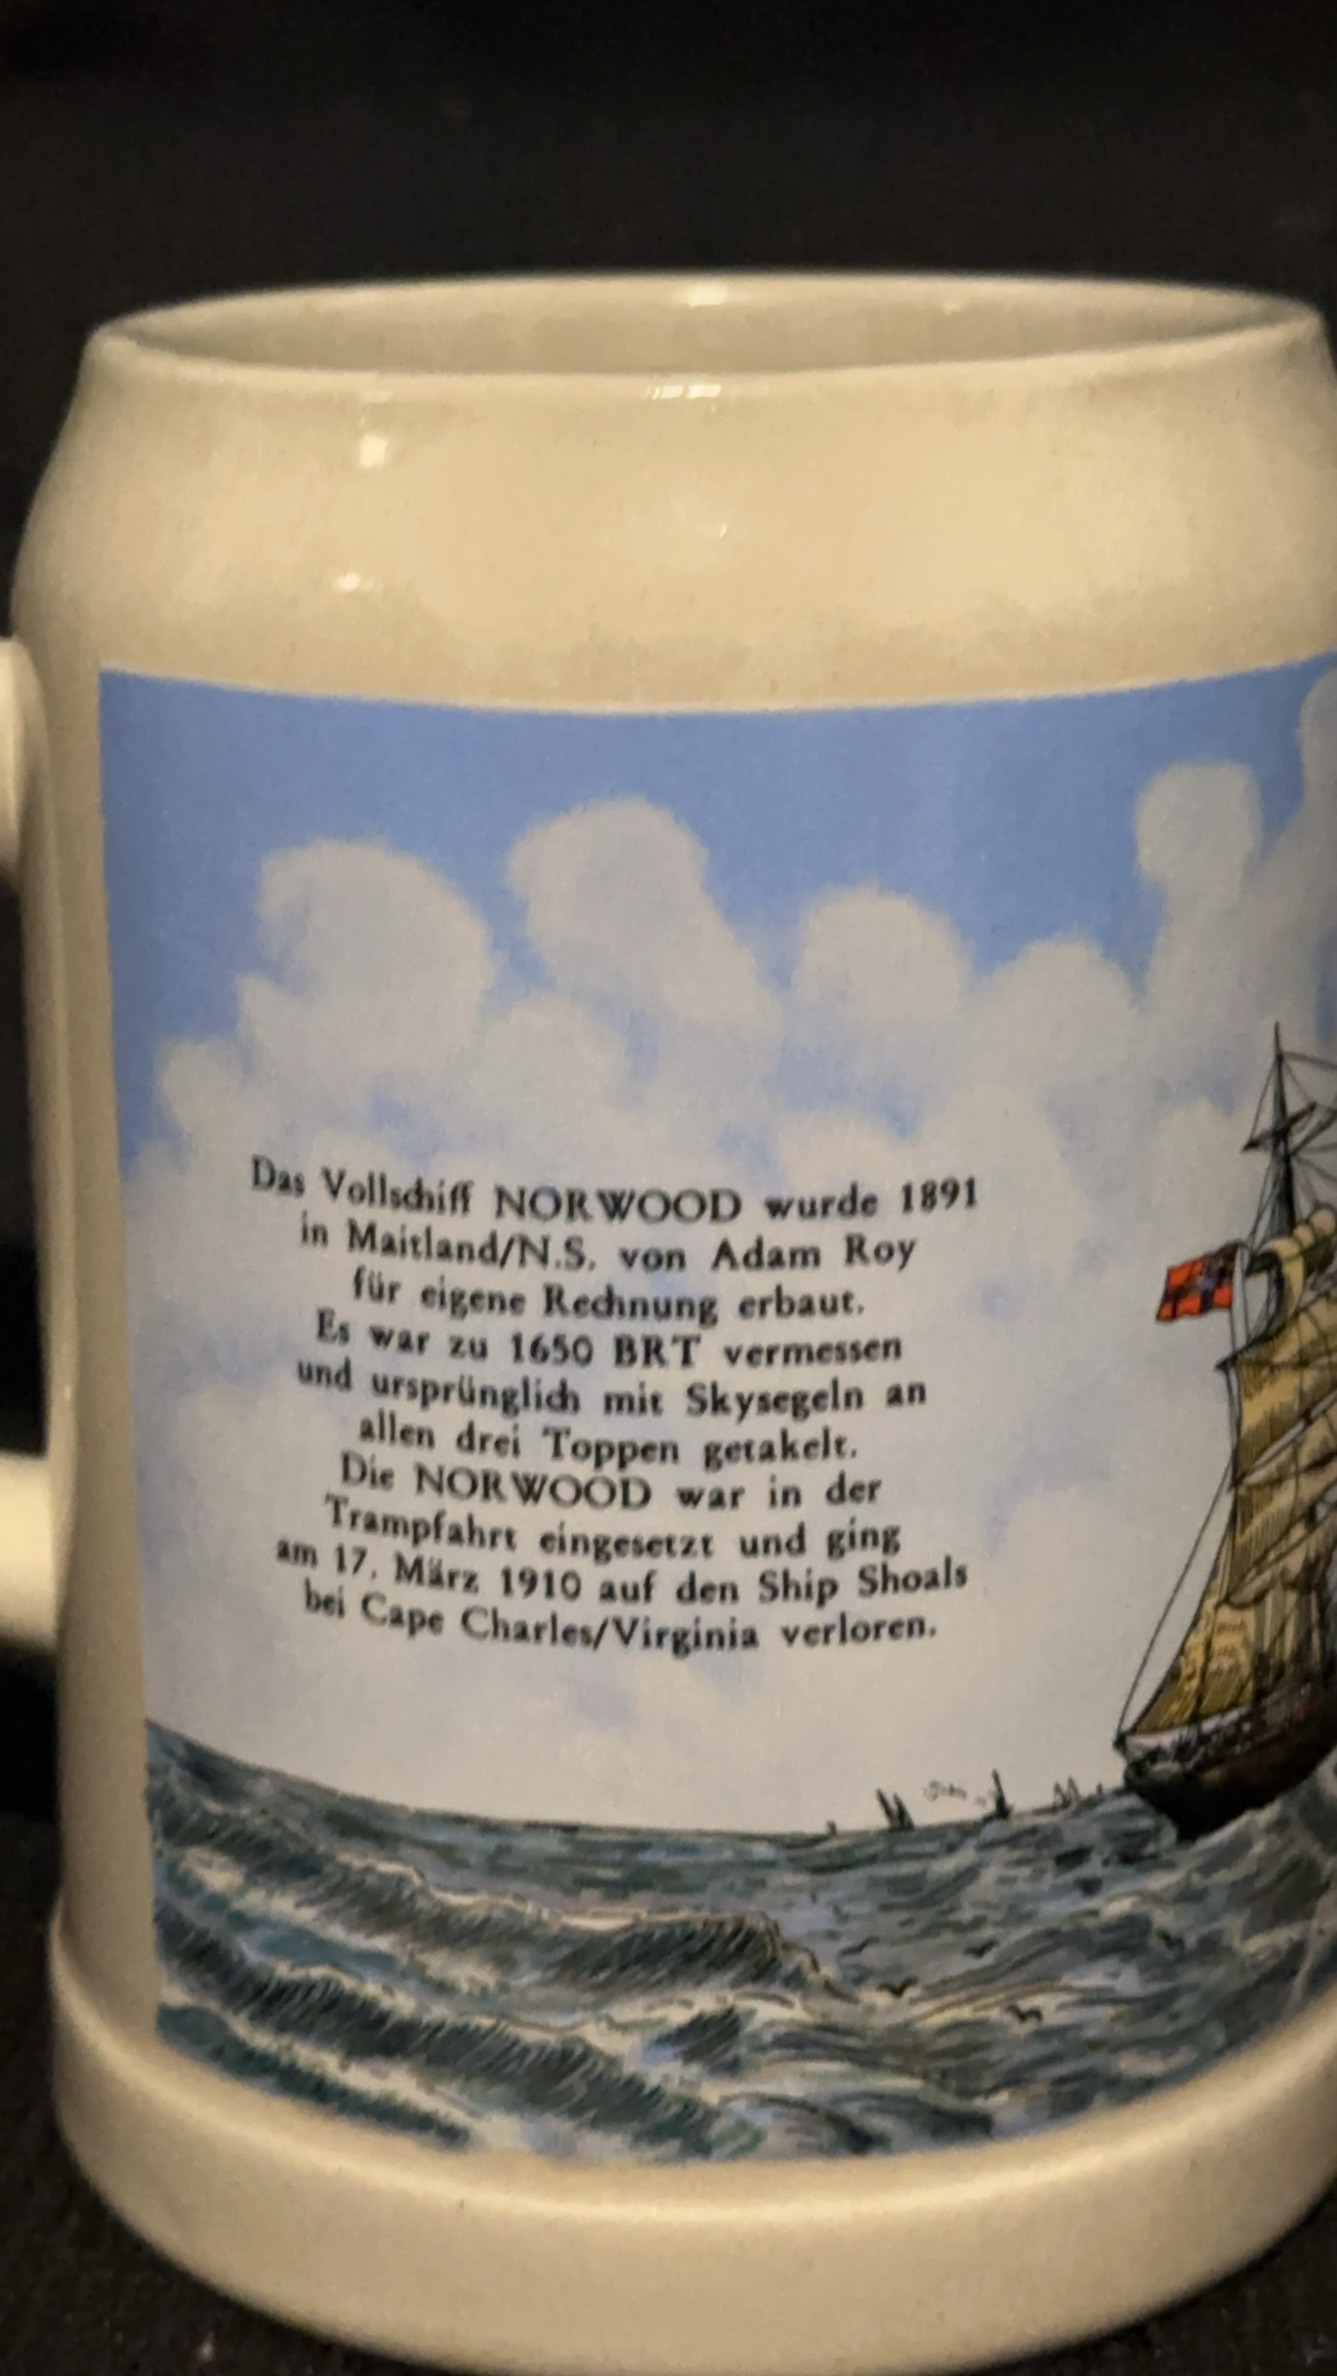 Das Vollschiff NORWOOD wurde 1891
in Maitland/N.S. von Adam Roy
für eigene Rechnung erbaut.
Es war zu 1650 BRT vermessen
und ursprünglich mit Skysegeln an
allen drei Toppen getakelt.
Die NORWOOD war in der
Trampfahrt eingesetzt und ging
am 17. März 1910 auf den Ship Shoals
bei Cape Charles/Virginia verloren.